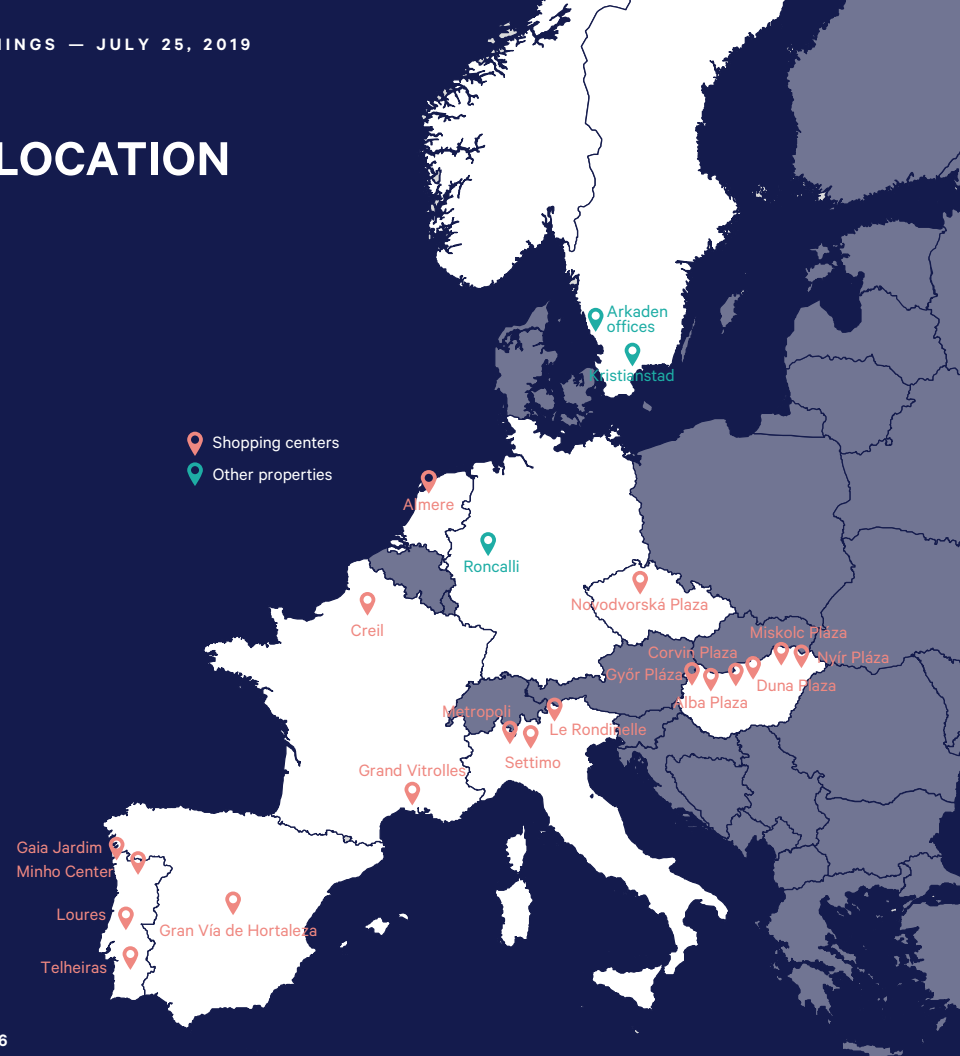 INGS — JULY 25, 2019
LOCATION
Arkaden
offices
Kristianstad
Shopping centers
Other properties
Almere
Roncalli
Novodvorská Plaza
Creil
Miskolc Pláza
Corvin Plaza
Nyír Pláza
Győr Pláza
Duna Plaza
Alba Plaza
Metropoli
Le Rondinelle
Settimo
Grand Vitrolles
Gaia Jardim
Minho Center
Loures
Gran Vía de Hortaleza
Telheiras
6